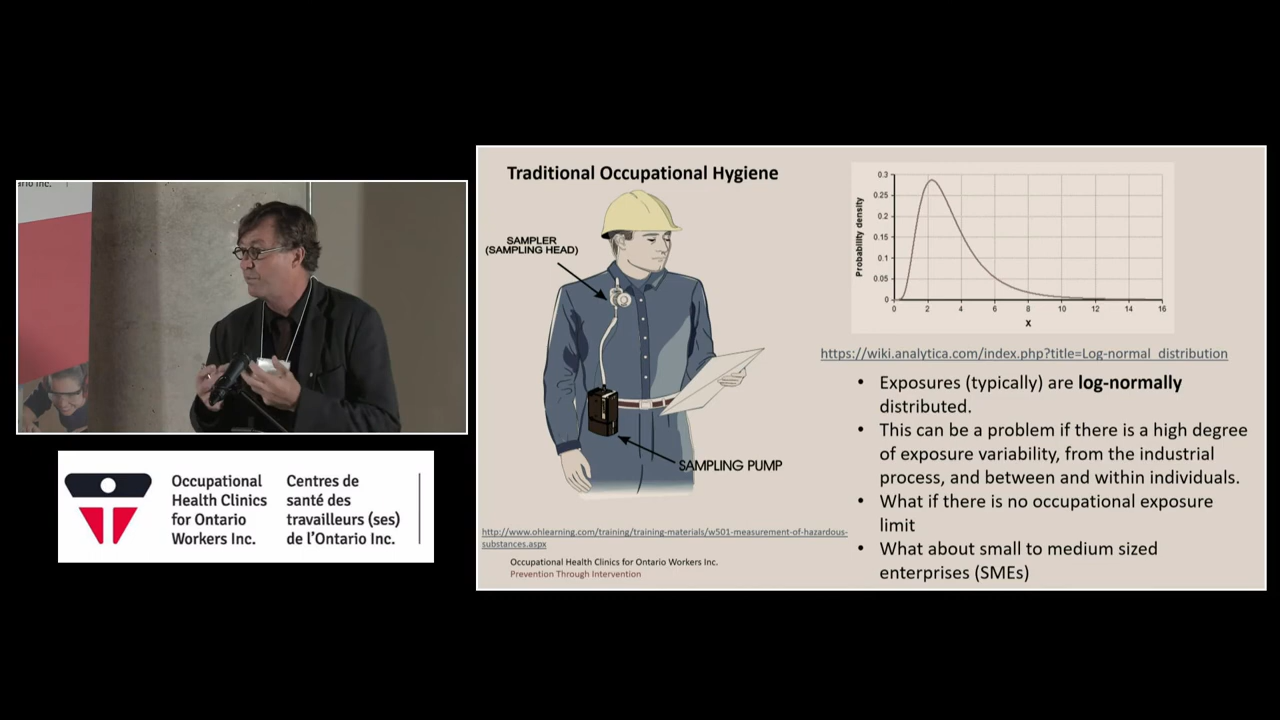 ario Inc.
Occupational
Health Clinics
for Ontario
Workers Inc.
Centres de
santé des
travailleurs (ses)
de l'Ontario Inc.
Traditional Occupational Hygiene
SAMPLER
(SAMPLING HEAD)
SAMPLING PUMP
http://www.ohlearning.com/training/training-materials/w501-measurement-of-hazardous-
substances.aspx
Occupational Health Clinics for Ontario Workers Inc.
Prevention Through Intervention
Probability density
0.3
0.25
0.2
0.15
0.1
0.05
0
0 2 4 6 8 10 12 14 16
X
https://wiki.analytica.com/index.php?title=Log-normal_distribution
• Exposures (typically) are log-normally
distributed.
• This can be a problem if there is a high degree
of exposure variability, from the industrial
process, and between and within individuals.
• What if there is no occupational exposure
limit
• What about small to medium sized
enterprises (SMEs)